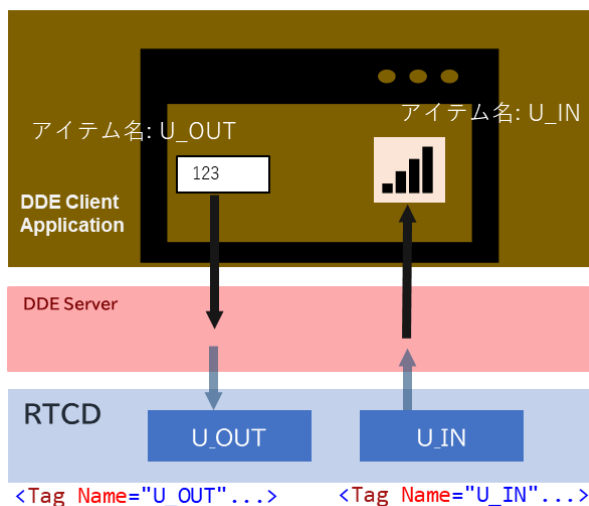 アイテム名: U_IN
アイテム名: U_OUT
123
DDE Client
Application
DDE Server
RTCD
U_OUT
U_IN
<Tag Name="U_OUT"...>
<Tag Name="U_IN"...>